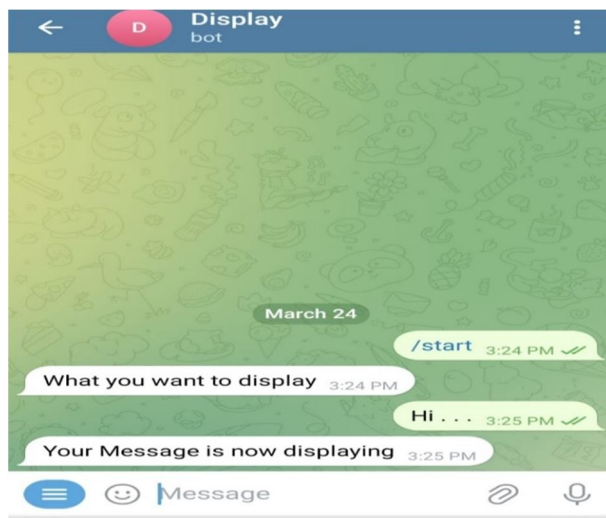 D
Display
bot
March 24
/start 3:24 PM
What you want to display 3:24 PM
Hi . . . 3:25 PM
Your Message is now displaying 3:25 PM
Message